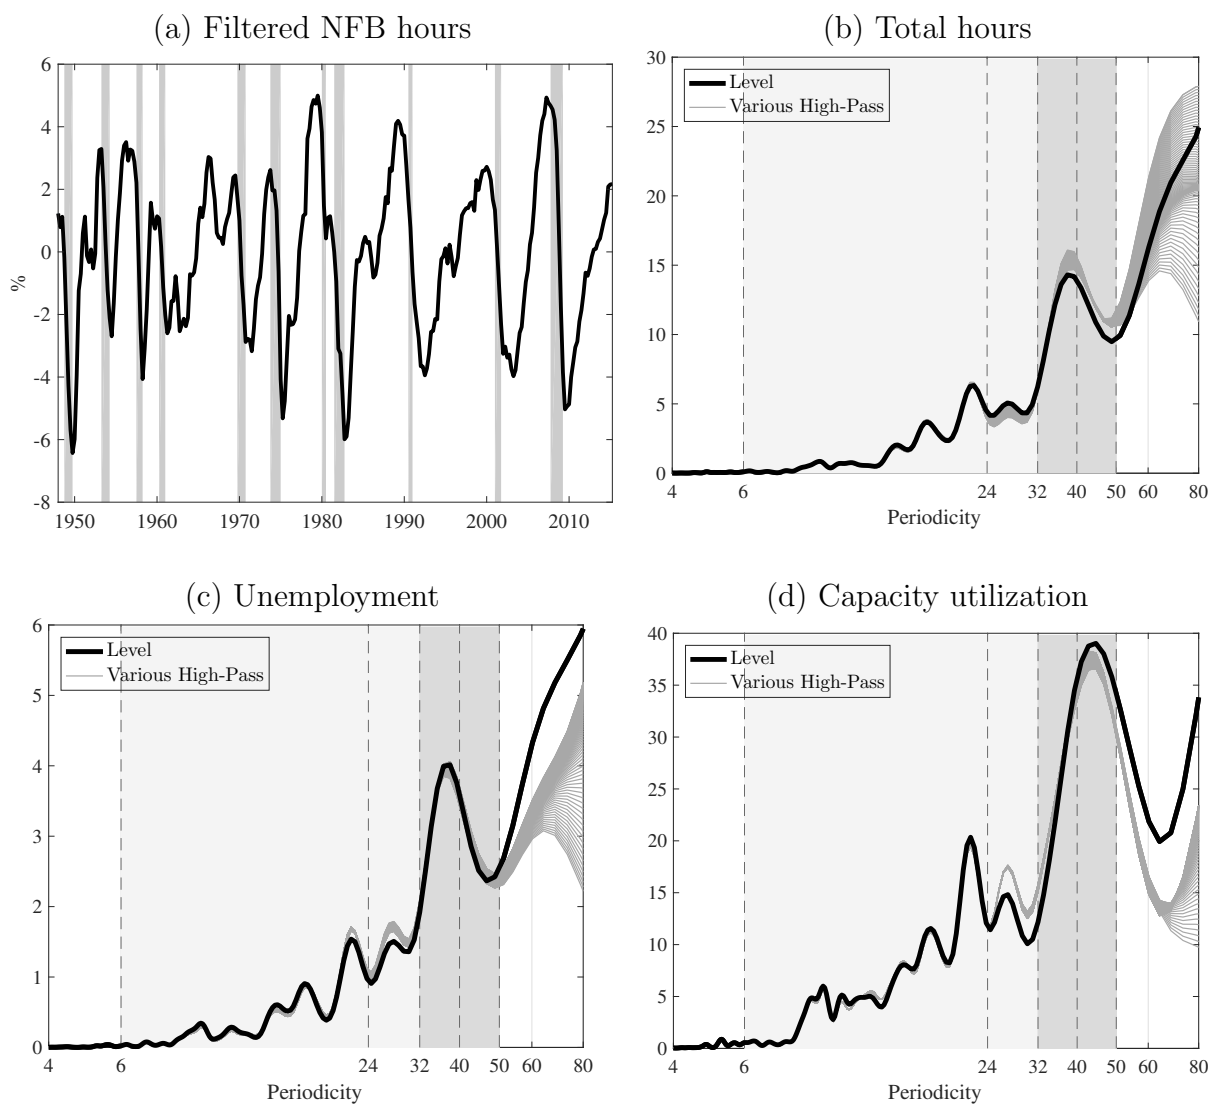 (a) Filtered NFB hours
6
4
2
0
-2
-4
-6
-8
%
1950 1960 1970 1980 1990 2000 2010
(b) Total hours
30
25
20
15
10
5
0
Level
Various High-Pass
4 6 24 32 40 50 60 80
Periodicity
(c) Unemployment
6
5
4
3
2
1
0
Level
Various High-Pass
4 6 24 32 40 50 60 80
Periodicity
(d) Capacity utilization
40
35
30
25
20
15
10
5
0
Level
Various High-Pass
4 6 24 32 40 50 60 80
Periodicity